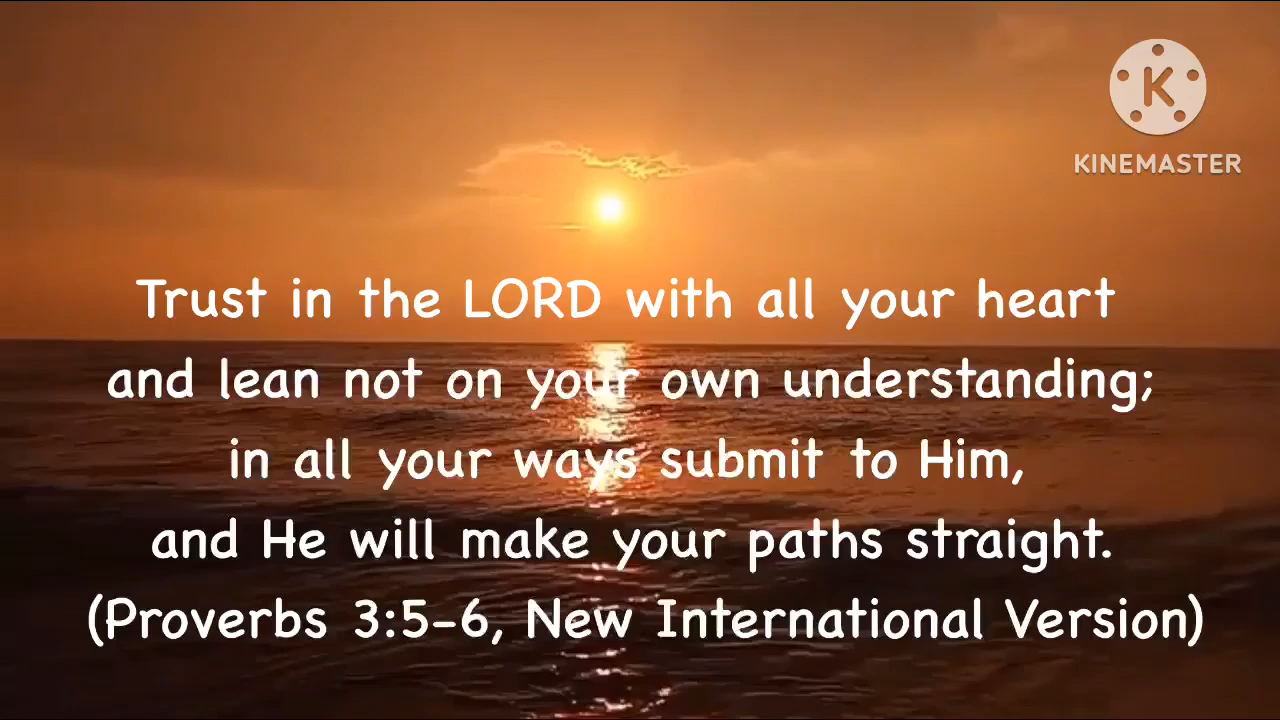 K
KINEMASTER
Trust in the LORD with all your heart
and lean not on your own understanding;
in all your ways submit to Him,
and He will make your paths straight.
(Proverbs 3:5-6, New International Version)